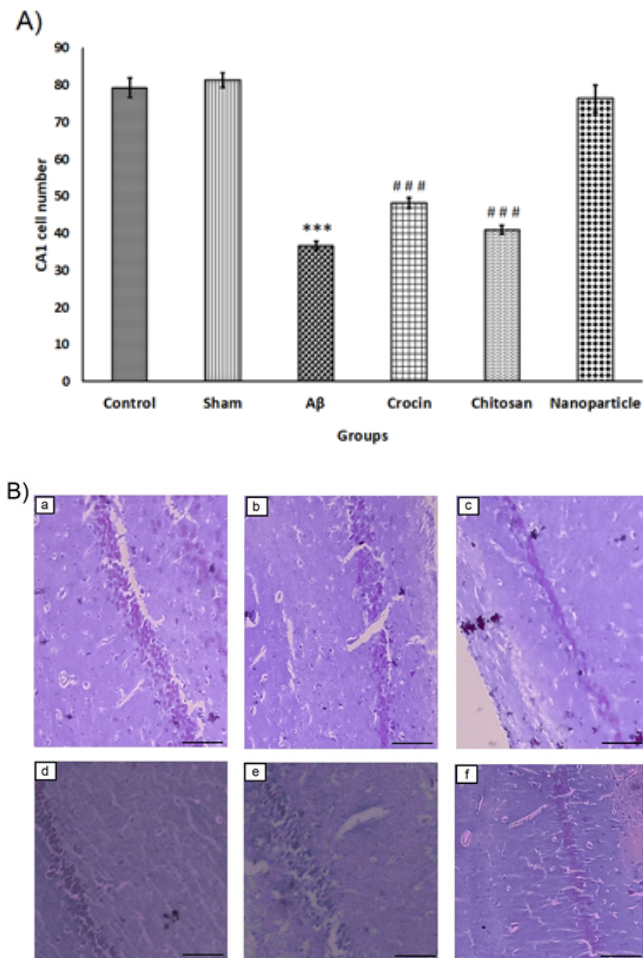 A)
90
80
70
60
50
40
30
20
10
0
CA1 cell number
***
# # #
# # #
Control Sham Aβ Crocin Chitosan Nanoparticle
Groups
B)
a b c
d e f